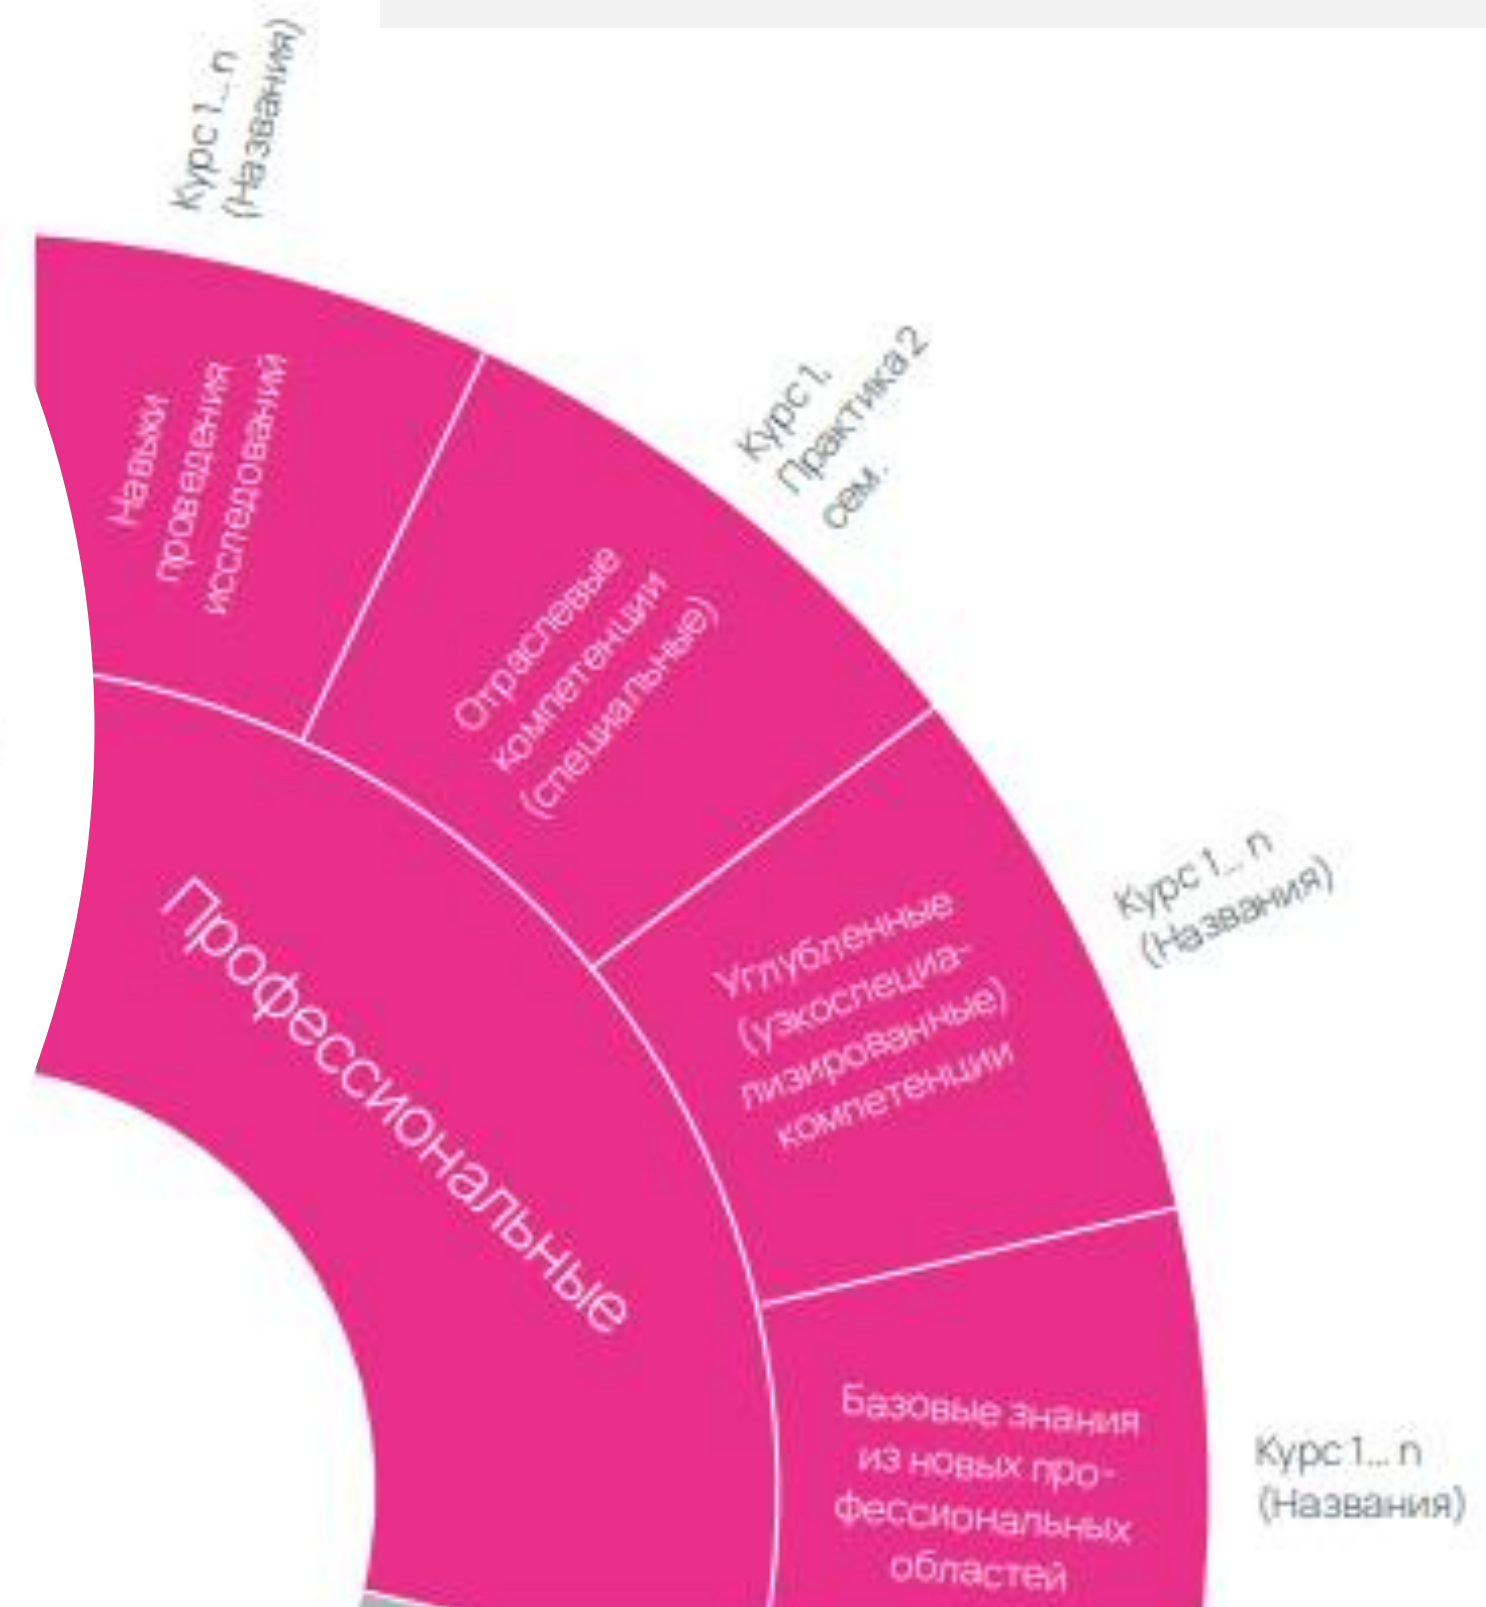 Курс 1... n
(Названия)
Навыки
проведения
исследований
Курс 1.
Практика 2
сем.
Отраслевые
компетенции
(специальные)
Курс 1... n
(Названия)
Углубленные
(узкоспециа-
лизированные)
компетенции
Профессиональные
Базовые знания
из новых про-
фессиональных
областей
Курс 1... n
(Названия)